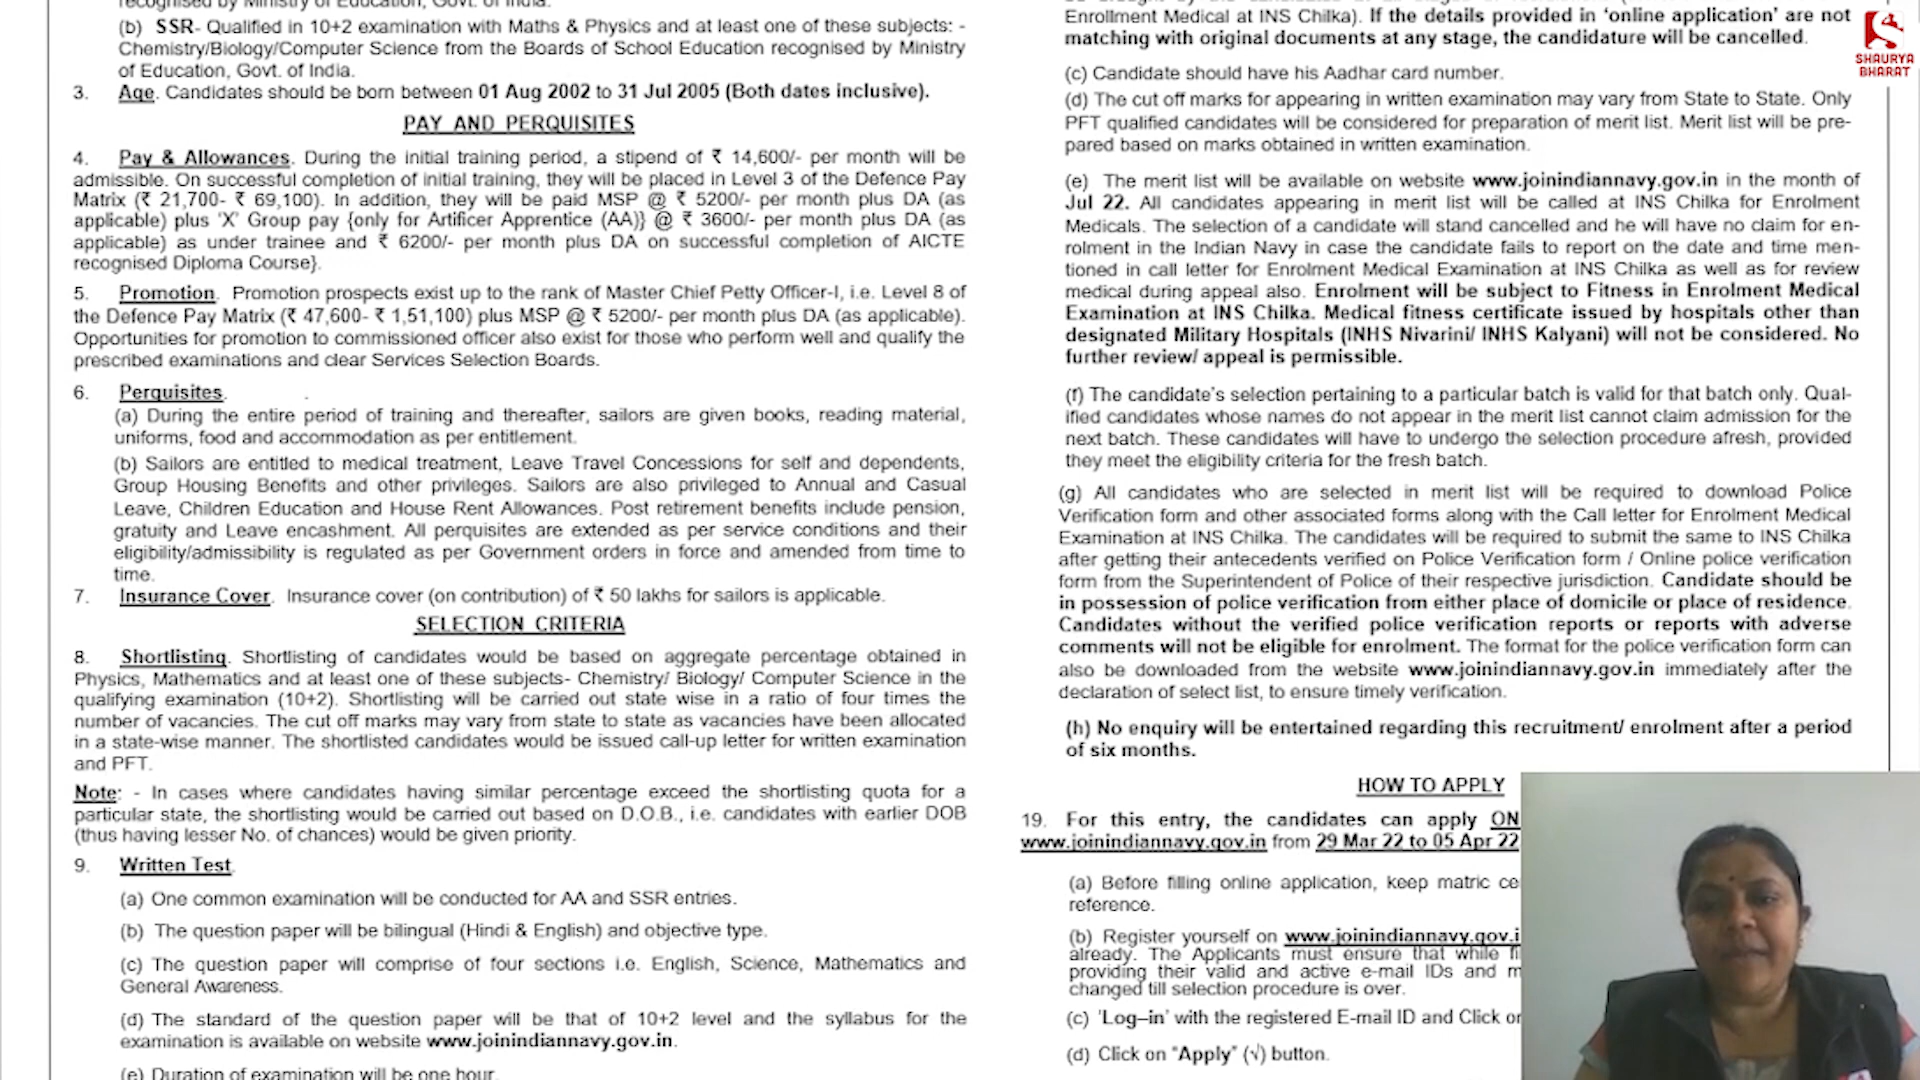 (b) SSR- Qualified in 10+2 examination with Maths & Physics and at least one of these subjects: -
Chemistry/Biology/Computer Science from the Boards of School Education recognised by Ministry
of Education, Govt. of India.
3. Age. Candidates should be born between 01 Aug 2002 to 31 Jul 2005 (Both dates inclusive).
PAY AND PERQUISITES
4. Pay & Allowances. During the initial training period, a stipend of ₹ 14,600/- per month will be
admissible. On successful completion of initial training, they will be placed in Level 3 of the Defence Pay
Matrix (₹ 21,700- ₹ 69,100). In addition, they will be paid MSP @ ₹ 5200/- per month plus DA (as
applicable) plus 'X' Group pay {only for Artificer Apprentice (AA)} @ ₹ 3600/- per month plus DA (as
applicable) as under trainee and ₹ 6200/- per month plus DA on successful completion of AICTE
recognised Diploma Course}.
5. Promotion. Promotion prospects exist up to the rank of Master Chief Petty Officer-I, i.e. Level 8 of
the Defence Pay Matrix (₹ 47,600- ₹ 1,51,100) plus MSP @ ₹ 5200/- per month plus DA (as applicable).
Opportunities for promotion to commissioned officer also exist for those who perform well and qualify the
prescribed examinations and clear Services Selection Boards.
6. Perquisites.
(a) During the entire period of training and thereafter, sailors are given books, reading material,
uniforms, food and accommodation as per entitlement.
(b) Sailors are entitled to medical treatment, Leave Travel Concessions for self and dependents,
Group Housing Benefits and other privileges. Sailors are also privileged to Annual and Casual
Leave, Children Education and House Rent Allowances. Post retirement benefits include pension,
gratuity and Leave encashment. All perquisites are extended as per service conditions and their
eligibility/admissibility is regulated as per Government orders in force and amended from time to
time.
7. Insurance Cover. Insurance cover (on contribution) of ₹ 50 lakhs for sailors is applicable.
SELECTION CRITERIA
8. Shortlisting. Shortlisting of candidates would be based on aggregate percentage obtained in
Physics, Mathematics and at least one of these subjects- Chemistry/ Biology/ Computer Science in the
qualifying examination (10+2). Shortlisting will be carried out state wise in a ratio of four times the
number of vacancies. The cut off marks may vary from state to state as vacancies have been allocated
in a state-wise manner. The shortlisted candidates would be issued call-up letter for written examination
and PFT.
Note: - In cases where candidates having similar percentage exceed the shortlisting quota for a
particular state, the shortlisting would be carried out based on D.O.B., i.e. candidates with earlier DOB
(thus having lesser No. of chances) would be given priority.
9. Written Test.
(a) One common examination will be conducted for AA and SSR entries.
(b) The question paper will be bilingual (Hindi & English) and objective type.
(c) The question paper will comprise of four sections i.e. English, Science, Mathematics and
General Awareness.
(d) The standard of the question paper will be that of 10+2 level and the syllabus for the
examination is available on website www.joinindiannavy.gov.in.
(e) Duration of examination will be one hour.
Enrollment Medical at INS Chilka). If the details provided in 'online application' are not
matching with original documents at any stage, the candidature will be cancelled.
(c) Candidate should have his Aadhar card number.
(d) The cut off marks for appearing in written examination may vary from State to State. Only
PFT qualified candidates will be considered for preparation of merit list. Merit list will be pre-
pared based on marks obtained in written examination.
(e) The merit list will be available on website www.joinindiannavy.gov.in in the month of
Jul 22. All candidates appearing in merit list will be called at INS Chilka for Enrolment
Medicals. The selection of a candidate will stand cancelled and he will have no claim for en-
rolment in the Indian Navy in case the candidate fails to report on the date and time men-
tioned in call letter for Enrolment Medical Examination at INS Chilka as well as for review
medical during appeal also. Enrolment will be subject to Fitness in Enrolment Medical
Examination at INS Chilka. Medical fitness certificate issued by hospitals other than
designated Military Hospitals (INHS Nivarini/ INHS Kalyani) will not be considered. No
further review/ appeal is permissible.
(f) The candidate's selection pertaining to a particular batch is valid for that batch only. Qual-
ified candidates whose names do not appear in the merit list cannot claim admission for the
next batch. These candidates will have to undergo the selection procedure afresh, provided
they meet the eligibility criteria for the fresh batch.
(g) All candidates who are selected in merit list will be required to download Police
Verification form and other associated forms along with the Call letter for Enrolment Medical
Examination at INS Chilka. The candidates will be required to submit the same to INS Chilka
after getting their antecedents verified on Police Verification form / Online police verification
form from the Superintendent of Police of their respective jurisdiction. Candidate should be
in possession of police verification from either place of domicile or place of residence.
Candidates without the verified police verification reports or reports with adverse
comments will not be eligible for enrolment. The format for the police verification form can
also be downloaded from the website www.joinindiannavy.gov.in immediately after the
declaration of select list, to ensure timely verification.
(h) No enquiry will be entertained regarding this recruitment/ enrolment after a period
of six months.
HOW TO APPLY
19. For this entry, the candidates can apply ON
www.joinindiannavy.gov.in from 29 Mar 22 to 05 Apr 22
(a) Before filling online application, keep matric ce
reference.
(b) Register yourself on www.joinindiannavy.gov.i
already. The Applicants must ensure that while fi
providing their valid and active e-mail IDs and m
changed till selection procedure is over.
(c) 'Log–in' with the registered E-mail ID and Click on
(d) Click on "Apply" (√) button.
SHAURYA
BHARAT